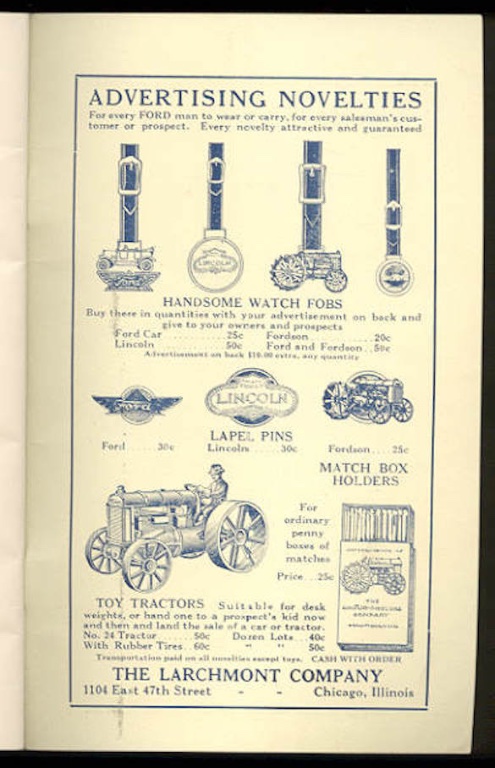 ADVERTISING NOVELTIES
For every FORD man to wear or carry, for every salesman's cus-
tomer or prospect. Every novelty attractive and guaranteed
LINCOLN
HANDSOME WATCH FOBS
Buy these in quantities with your advertisement on back and
give to your owners and prospects
Ford Car ........ 25c Fordson ........ 20c
Lincoln ........ 50c Ford and Fordson .. 50c
Advertisement on back $10.00 extra, any quantity
Ford
LINCOLN
LAPEL PINS
Ford ..... 30c Lincoln ...... 30c Fordson .... 25c
MATCH BOX
HOLDERS
For
ordinary
penny
boxes of
matches
Price ... 25c
THE
COMPANY
TOY TRACTORS Suitable for desk
weights, or hand one to a prospect's kid now
and then and land the sale of a car or tractor.
No. 24 Tractor ...... 50c Dozen Lots .. 40c
With Rubber Tires.. 60c " " 50c
Transportation paid on all novelties except toys. CASH WITH ORDER
THE LARCHMONT COMPANY
1104 East 47th Street - - Chicago, Illinois